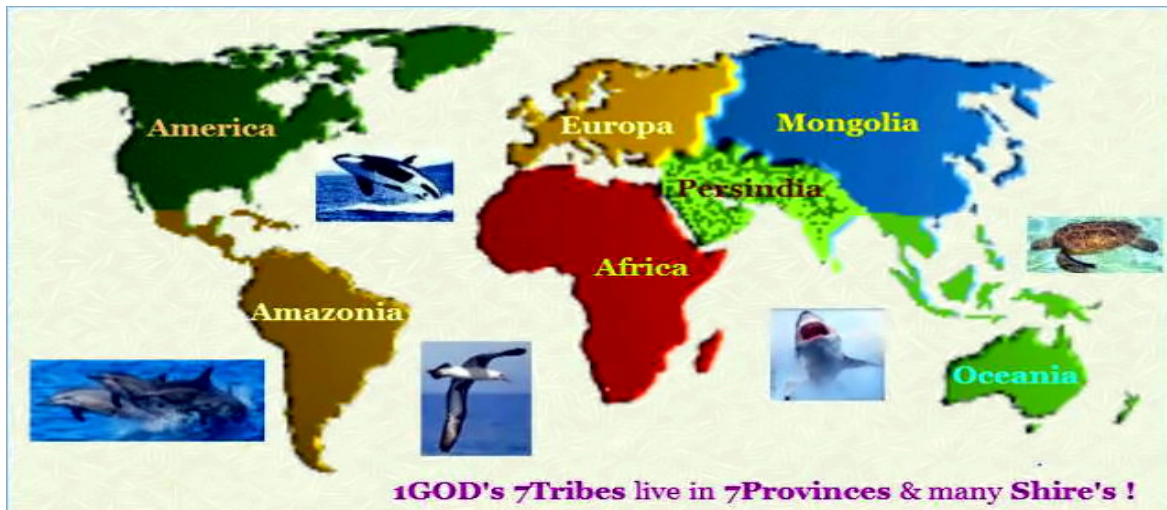 America
Europa
Mongolia
Persindia
Africa
Amazonia
Oceania
1GOD's 7Tribes live in 7Provinces & many Shire's !